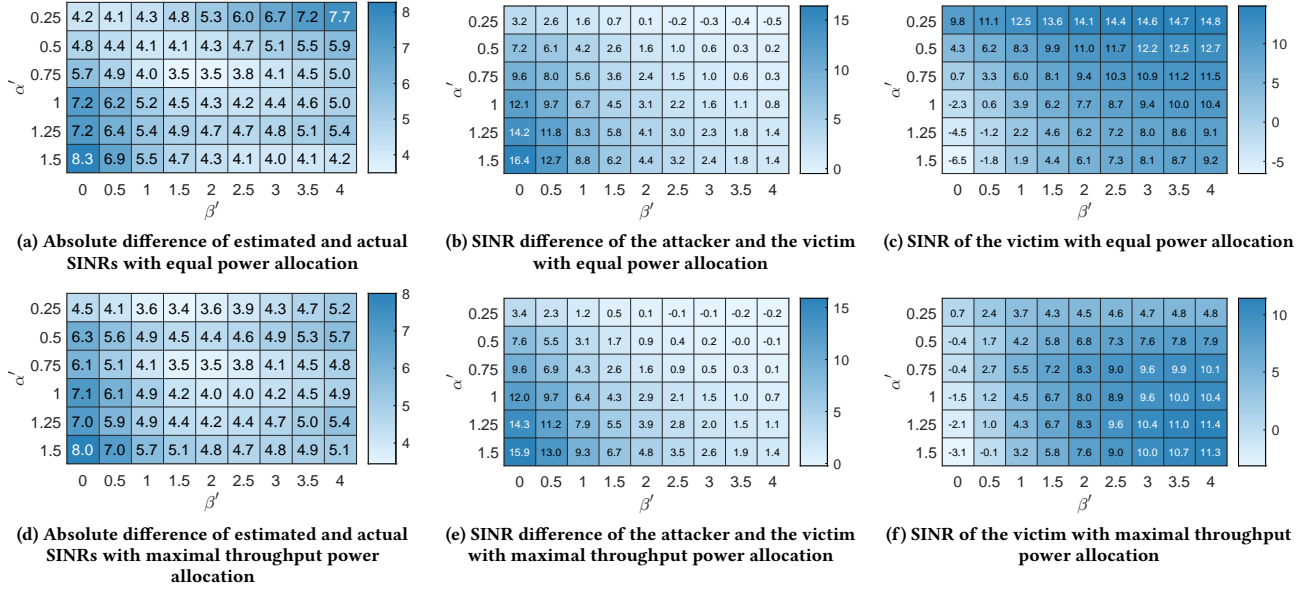 0.25 4.2 4.1 4.3 4.8 5.3 6.0 6.7 7.2 7.7
0.5 4.8 4.4 4.1 4.1 4.3 4.7 5.1 5.5 5.9
0.75 5.7 4.9 4.0 3.5 3.5 3.8 4.1 4.5 5.0
1 7.2 6.2 5.2 4.5 4.3 4.2 4.4 4.6 5.0
1.25 7.2 6.4 5.4 4.9 4.7 4.7 4.8 5.1 5.4
1.5 8.3 6.9 5.5 4.7 4.3 4.1 4.0 4.1 4.2
0 0.5 1 1.5 2 2.5 3 3.5 4
α′
β′
8
7
6
5
4
(a) Absolute difference of estimated and actual
SINRs with equal power allocation
0.25 3.2 2.6 1.6 0.7 0.1 -0.2 -0.3 -0.4 -0.5
0.5 7.2 6.1 4.2 2.6 1.6 1.0 0.6 0.3 0.2
0.75 9.6 8.0 5.6 3.6 2.4 1.5 1.0 0.6 0.3
1 12.1 9.7 6.7 4.5 3.1 2.2 1.6 1.1 0.8
1.25 14.2 11.8 8.3 5.8 4.1 3.0 2.3 1.8 1.4
1.5 16.4 12.7 8.8 6.2 4.4 3.2 2.4 1.8 1.4
0 0.5 1 1.5 2 2.5 3 3.5 4
α′
β′
15
10
5
0
(b) SINR difference of the attacker and the victim
with equal power allocation
0.25 9.8 11.1 12.5 13.6 14.1 14.4 14.6 14.7 14.8
0.5 4.3 6.2 8.3 9.9 11.0 11.7 12.2 12.5 12.7
0.75 0.7 3.3 6.0 8.1 9.4 10.3 10.9 11.2 11.5
1 -2.3 0.6 3.9 6.2 7.7 8.7 9.4 10.0 10.4
1.25 -4.5 -1.2 2.2 4.6 6.2 7.2 8.0 8.6 9.1
1.5 -6.5 -1.8 1.9 4.4 6.1 7.3 8.1 8.7 9.2
0 0.5 1 1.5 2 2.5 3 3.5 4
α′
β′
10
5
0
-5
(c) SINR of the victim with equal power allocation
0.25 4.5 4.1 3.6 3.4 3.6 3.9 4.3 4.7 5.2
0.5 6.3 5.6 4.9 4.5 4.4 4.6 4.9 5.3 5.7
0.75 6.1 5.1 4.1 3.5 3.5 3.8 4.1 4.5 4.8
1 7.1 6.1 4.9 4.2 4.0 4.0 4.2 4.5 4.9
1.25 7.0 5.9 4.9 4.4 4.2 4.4 4.7 5.0 5.4
1.5 8.0 7.0 5.7 5.1 4.8 4.7 4.8 4.9 5.1
0 0.5 1 1.5 2 2.5 3 3.5 4
α′
β′
8
7
6
5
4
(d) Absolute difference of estimated and actual
SINRs with maximal throughput power
allocation
0.25 3.4 2.3 1.2 0.5 0.1 -0.1 -0.1 -0.2 -0.2
0.5 7.6 5.5 3.1 1.7 0.9 0.4 0.2 -0.0 -0.1
0.75 9.6 6.9 4.3 2.6 1.6 0.9 0.5 0.3 0.1
1 12.0 9.7 6.4 4.3 2.9 2.1 1.5 1.0 0.7
1.25 14.3 11.2 7.9 5.5 3.9 2.8 2.0 1.5 1.1
1.5 15.9 13.0 9.3 6.7 4.8 3.5 2.6 1.9 1.4
0 0.5 1 1.5 2 2.5 3 3.5 4
α′
β′
15
10
5
0
(e) SINR difference of the attacker and the victim
with maximal throughput power allocation
0.25 0.7 2.4 3.7 4.3 4.5 4.6 4.7 4.8 4.8
0.5 -0.4 1.7 4.2 5.8 6.8 7.3 7.6 7.8 7.9
0.75 -0.4 2.7 5.5 7.2 8.3 9.0 9.6 9.9 10.1
1 -1.5 1.2 4.5 6.7 8.0 8.9 9.6 10.0 10.4
1.25 -2.1 1.0 4.3 6.7 8.3 9.6 10.4 11.0 11.4
1.5 -3.1 -0.1 3.2 5.8 7.6 9.0 10.0 10.7 11.3
0 0.5 1 1.5 2 2.5 3 3.5 4
α′
β′
10
5
0
(f) SINR of the victim with maximal throughput
power allocation